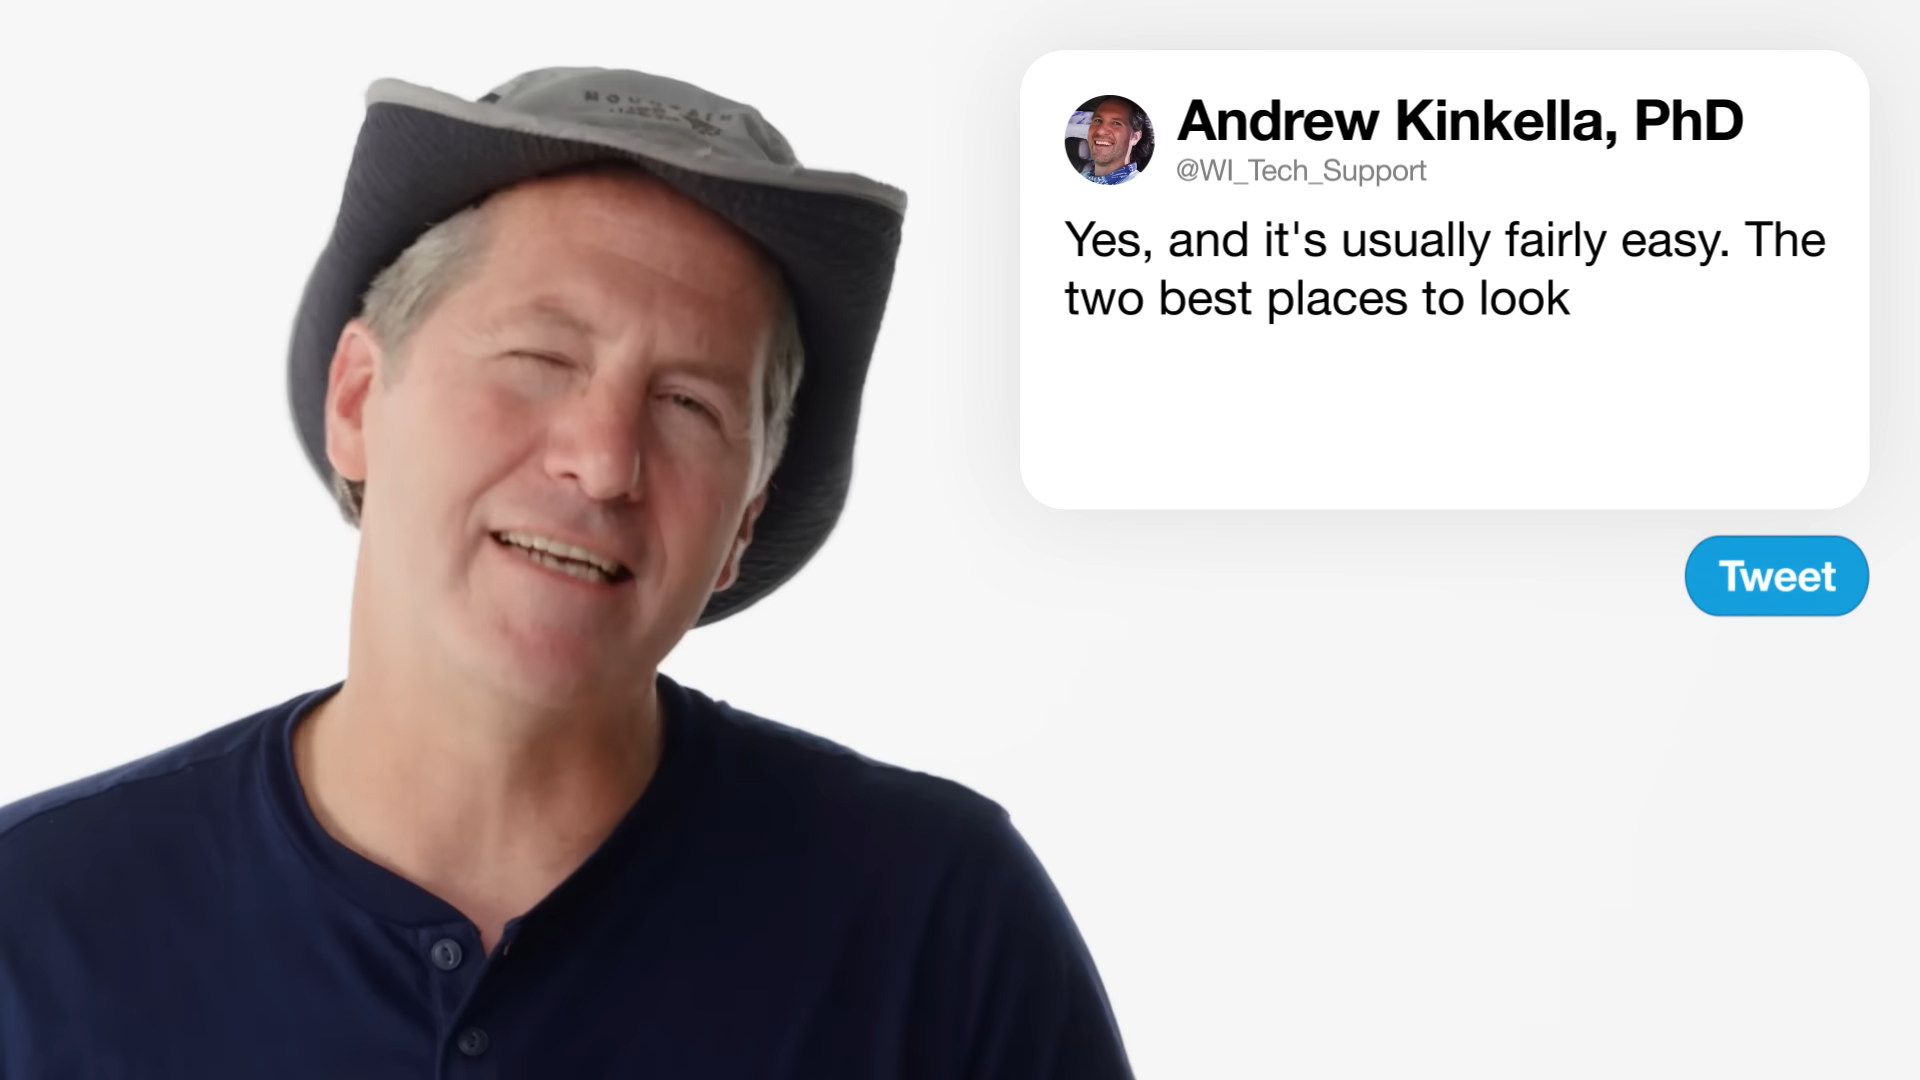 Andrew Kinkella, PhD
@WI_Tech_Support
Yes, and it's usually fairly easy. The
two best places to look
Tweet